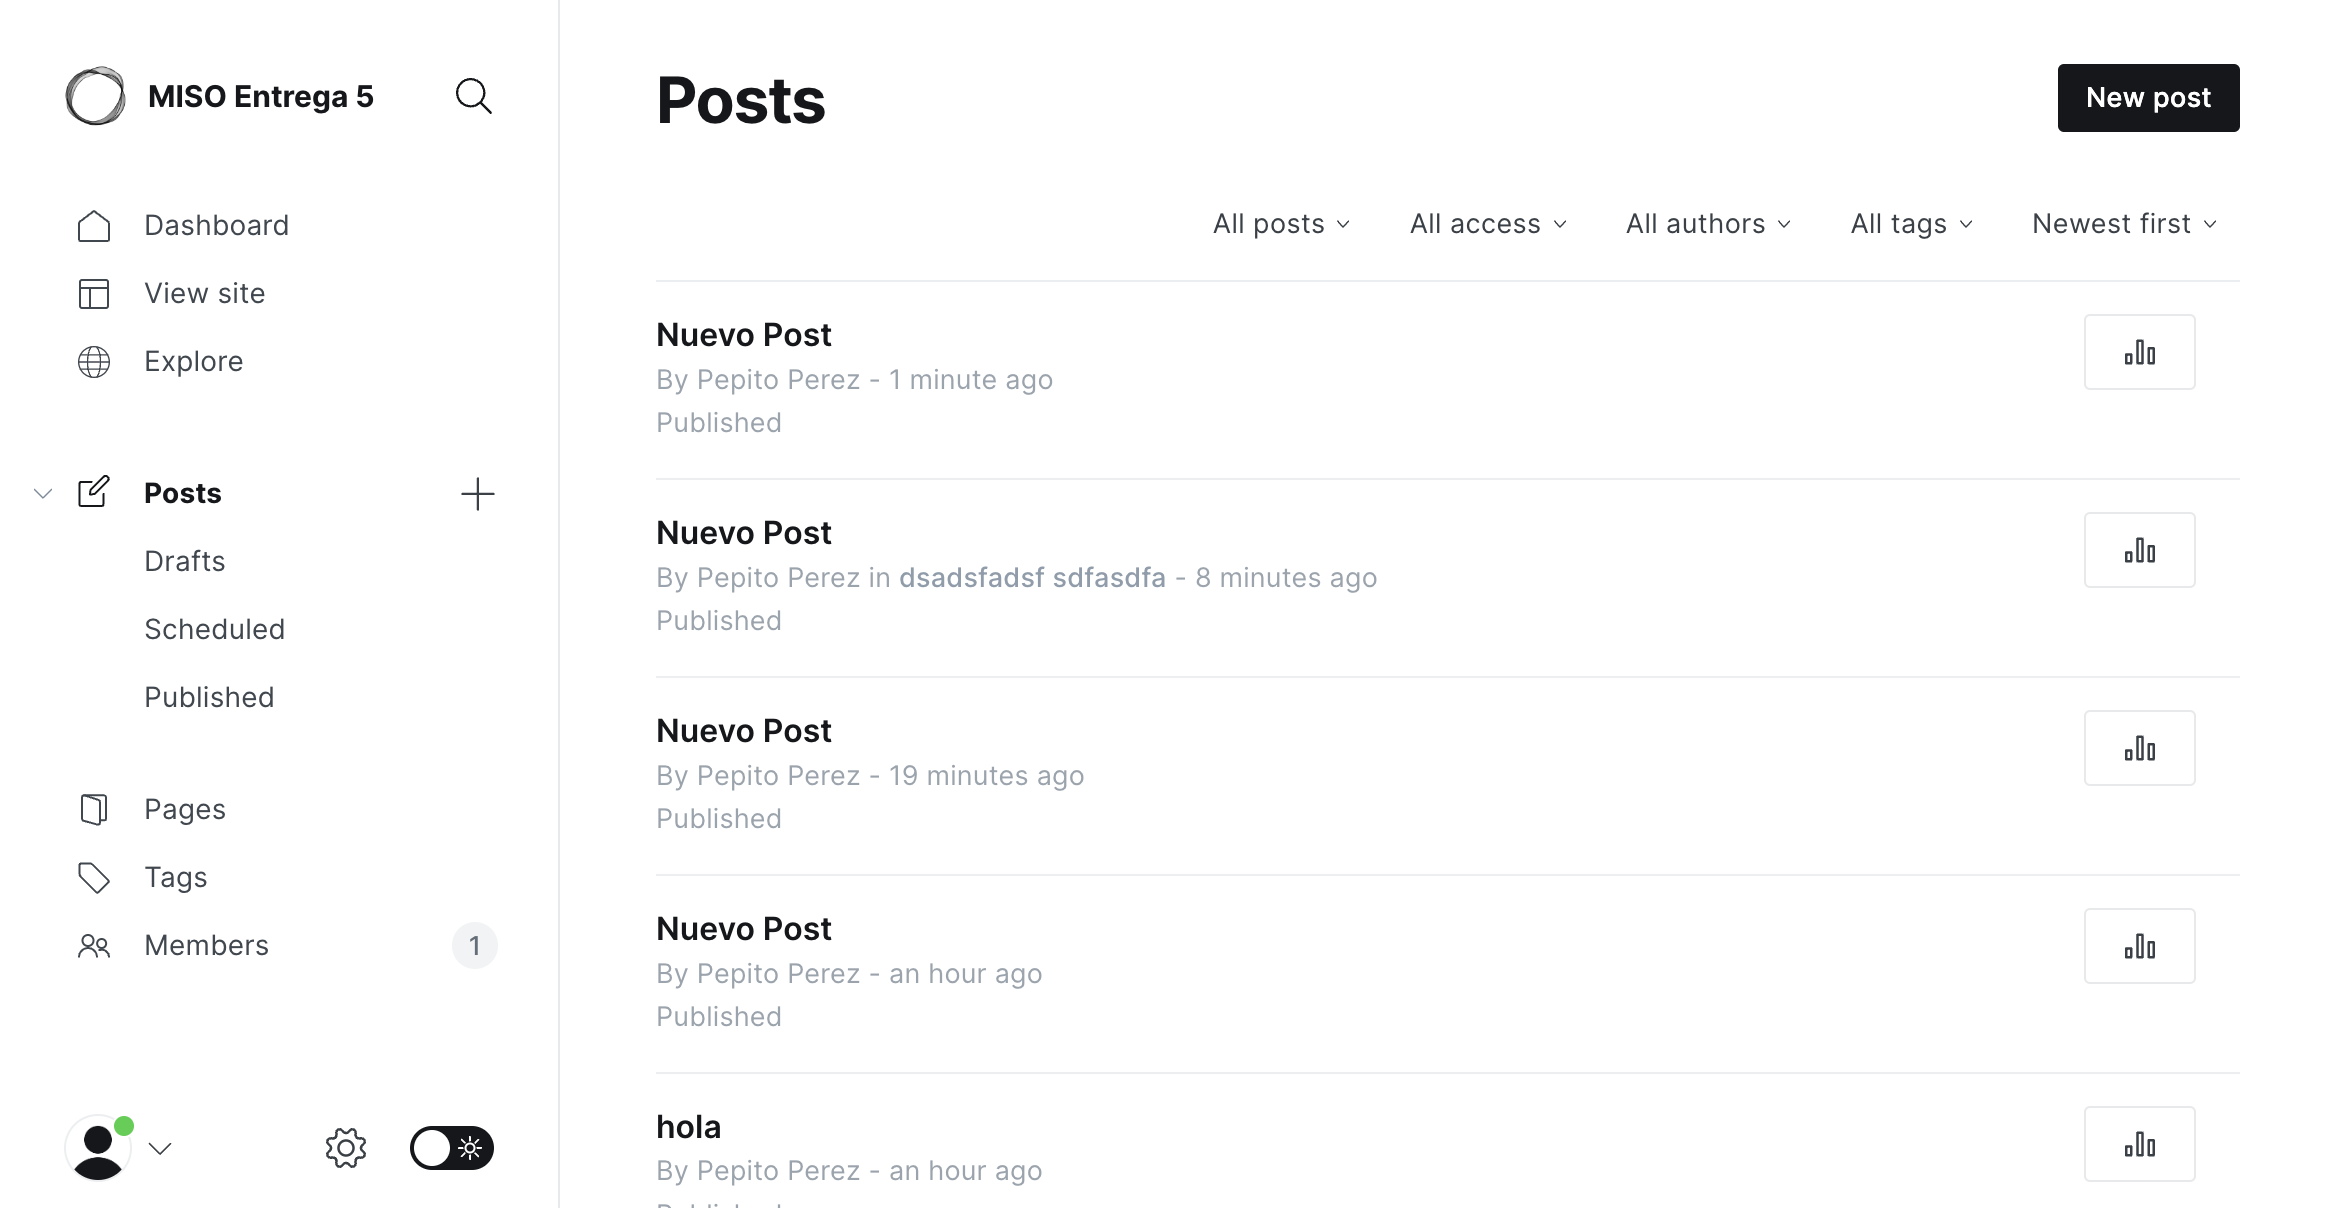 MISO Entrega 5
Dashboard
View site
Explore
Posts
Drafts
Scheduled
Published
Pages
Tags
Members
1
Posts
New post
All posts
All access
All authors
All tags
Newest first
Nuevo Post
By Pepito Perez - 1 minute ago
Published
Nuevo Post
By Pepito Perez in dsadsfadsf sdfasdfa - 8 minutes ago
Published
Nuevo Post
By Pepito Perez - 19 minutes ago
Published
Nuevo Post
By Pepito Perez - an hour ago
Published
hola
By Pepito Perez - an hour ago